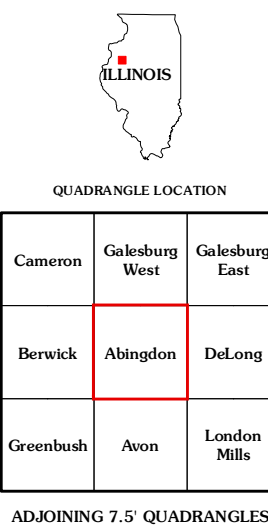 ILLINOIS
QUADRANGLE LOCATION
Cameron
Galesburg
West
Galesburg
East
Berwick
Abingdon
DeLong
Greenbush
Avon
London
Mills
ADJOINING 7.5' QUADRANGLES